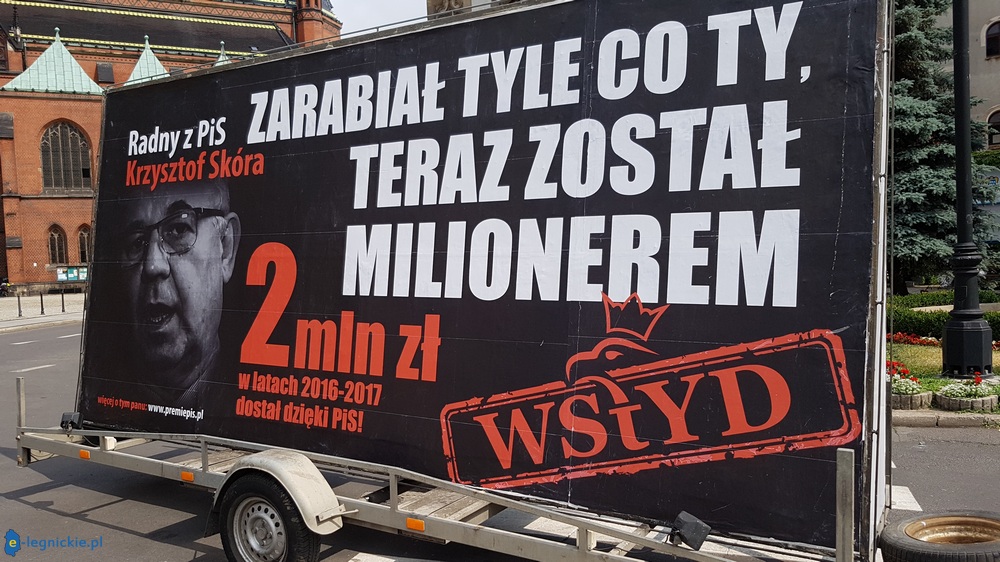 Radny z PiS
Krzysztof Skóra
ZARABIAŁ TYLE CO TY,
TERAZ ZOSTAŁ
MILIONEREM
2 mln zł
w latach 2016-2017
dostał dzięki PiS!
WStYD
więcej o tym panu: www.premiepis.pl
e-legnickie.pl